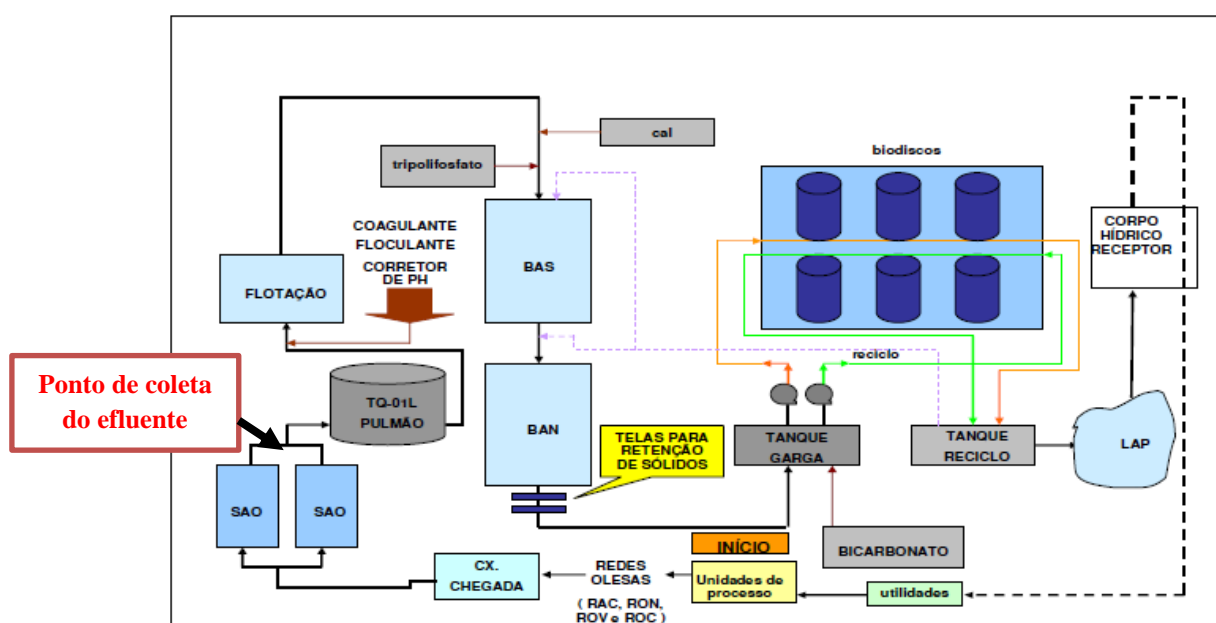 cal
tripolifosfato
biodiscos
COAGULANTE
FLOCULANTE
CORRETOR
DE PH
BAS
CORPO
HÍDRICO
RECEPTOR
FLOTAÇÃO
reciclo
Ponto de coleta
do efluente
TQ-01L
PULMÃO
BAN
TELAS PARA
RETENÇÃO
DE SÓLIDOS
TANQUE
GARGA
TANQUE
RECICLO
LAP
SAO
SAO
INÍCIO
BICARBONATO
CX.
CHEGADA
REDES
OLESAS
( RAC, RON,
ROV e ROC )
Unidades de
processo
utilidades